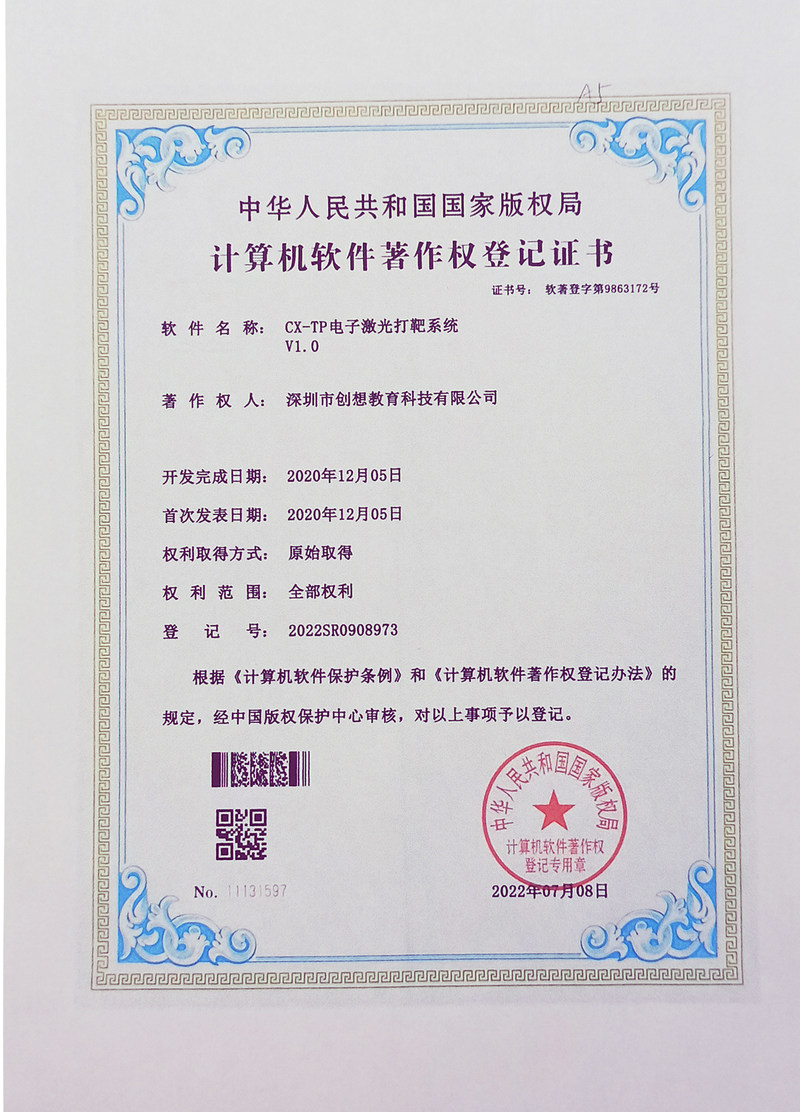 A5
中华人民共和国国家版权局
计算机软件著作权登记证书
证书号： 软著登字第9863172号
软件名称： CX-TP电子激光打靶系统
V1.0
著作权人： 深圳市创想教育科技有限公司
开发完成日期： 2020年12月05日
首次发表日期： 2020年12月05日
权利取得方式： 原始取得
权利范围： 全部权利
登记号： 2022SR0908973
根据《计算机软件保护条例》和《计算机软件著作权登记办法》的
规定，经中国版权保护中心审核，对以上事项予以登记。
中华人民共和国国家版权局
计算机软件著作权
登记专用章
No. 11131597
2022年07月08日